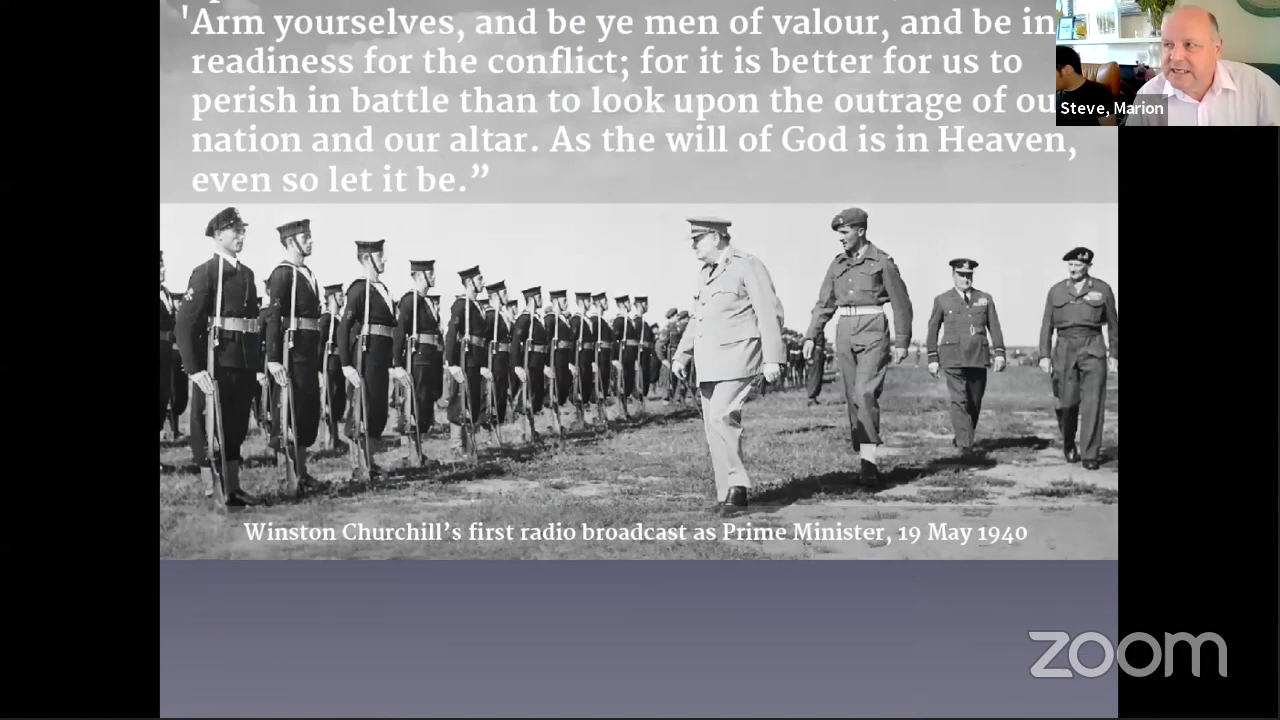 'Arm yourselves, and be ye men of valour, and be in
readiness for the conflict; for it is better for us to
perish in battle than to look upon the outrage of ou
nation and our altar. As the will of God is in Heaven,
even so let it be.”
Steve, Marion
Winston Churchill’s first radio broadcast as Prime Minister, 19 May 1940
zoom